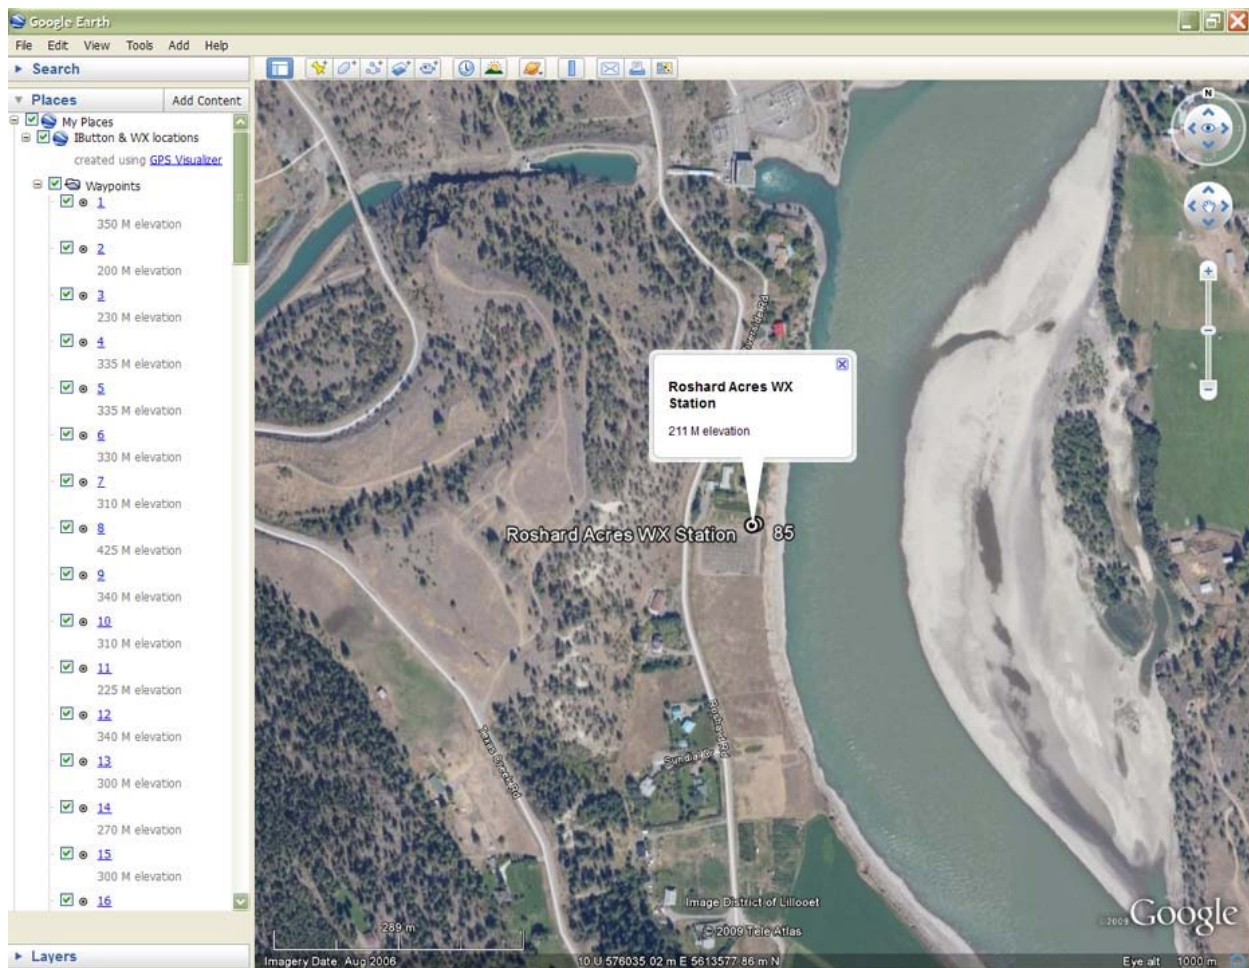 Google Earth
File Edit View Tools Add Help
Search
Places
Add Content
My Places
IButton & WX locations
created using GPS Visualizer
Waypoints
1
350 M elevation
2
200 M elevation
3
230 M elevation
4
335 M elevation
5
335 M elevation
6
330 M elevation
7
310 M elevation
8
425 M elevation
9
340 M elevation
10
310 M elevation
11
225 M elevation
12
340 M elevation
13
300 M elevation
14
270 M elevation
15
300 M elevation
16
Layers
N
Roshard Acres WX
Station
211 M elevation
Roshard Acres WX Station
85
Texas Creek Rd
Roshard Rd
Sundial Cr
Image District of Lillooet
© 2009 Tele Atlas
©2009 Google
289 m
Imagery Date: Aug 2006
10 U 576035.02 m E 5613577.86 m N
Eye alt 1000 m